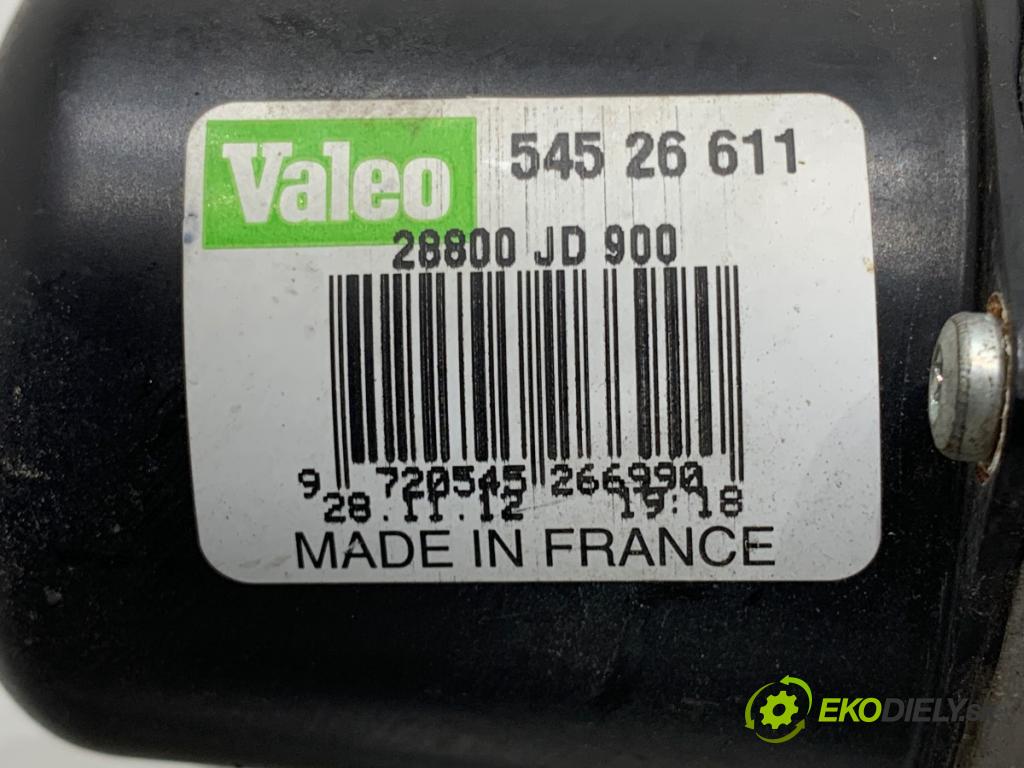 Valeo 545 26 611
28800 JD 900
9 720545 266990
28.11.12 19:18
MADE IN FRANCE
EKODIELY.s